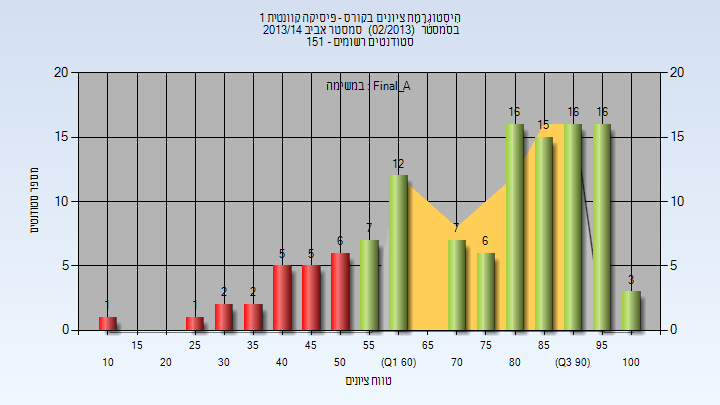 היסטוגרמת ציונים בקורס - פיסיקה קוונטית 1
בסמסטר (02/2013) סמסטר אביב 2013/14
סטודנטים רשומים - 151
במשימה : Final_A
מספר סטודנטים
20 15 10 5 0
20 15 10 5 0
1 1 2 2 5 5 6 7 12 7 6 16 15 16 16 3
15 25 35 45 55 65 75 85 95
10 20 30 40 50 (Q1 60) 70 80 (Q3 90) 100
טווח ציונים